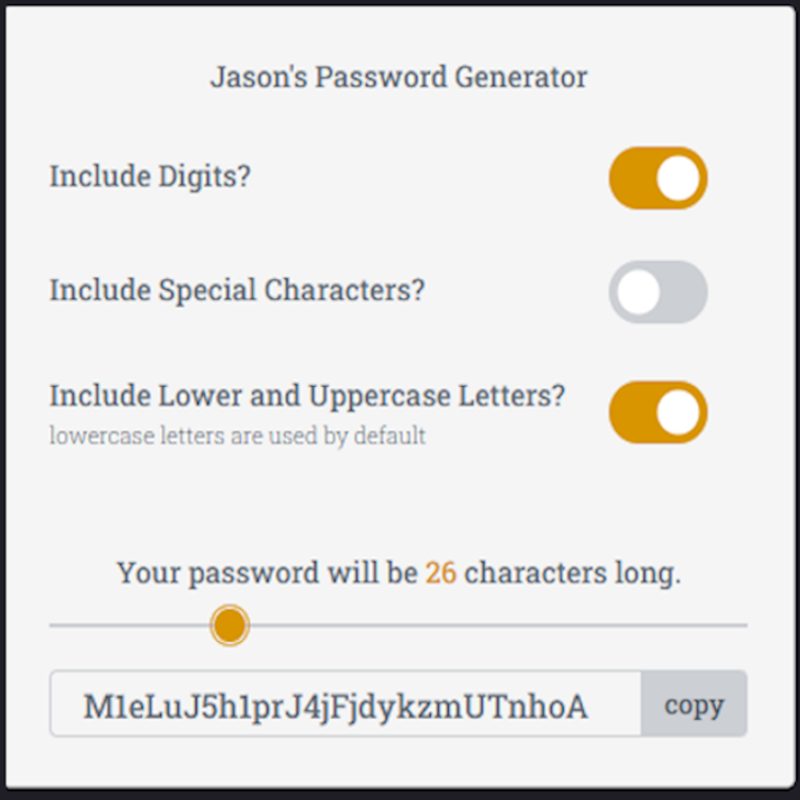 Jason's Password Generator
Include Digits?
Include Special Characters?
Include Lower and Uppercase Letters?
lowercase letters are used by default
Your password will be 26 characters long.
M1eLuJ5h1prJ4jFjdykzmUTnhoA
copy